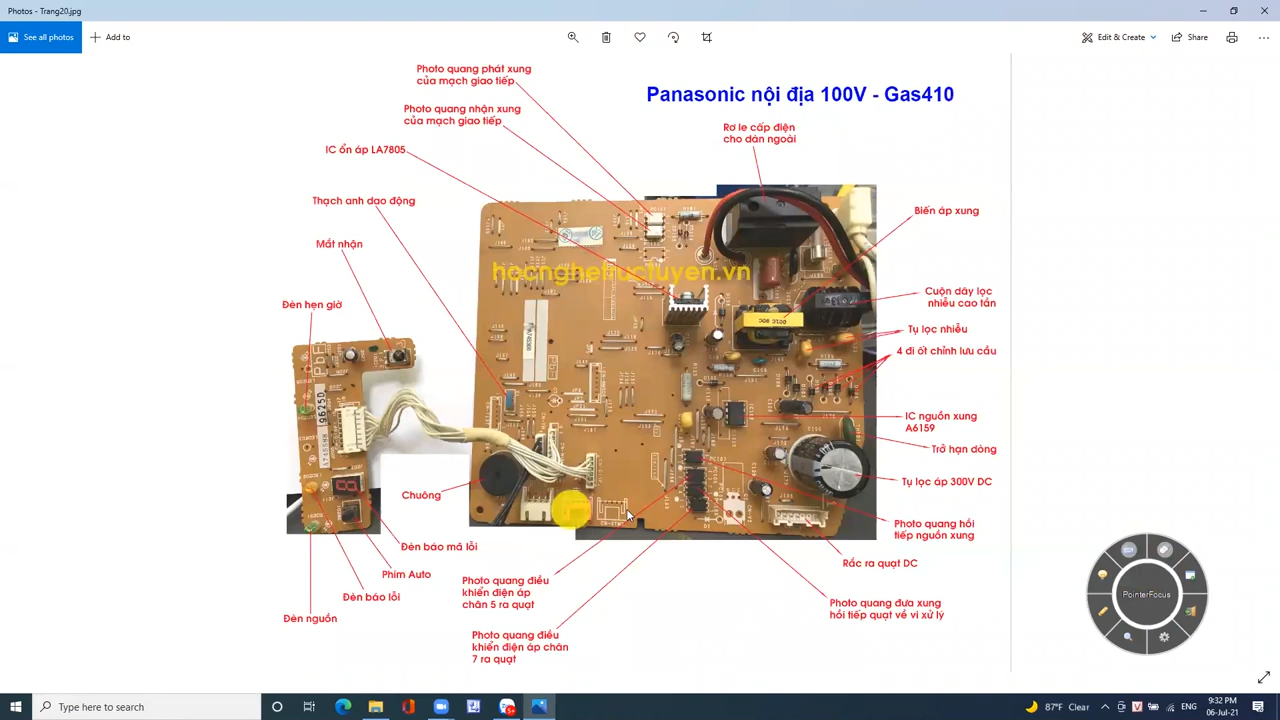 Photos - Trang20.jpg
See all photos
Add to
Edit & Create
Share
Photo quang phát xung
của mạch giao tiếp
Panasonic nội địa 100V - Gas410
Photo quang nhận xung
của mạch giao tiếp
Rơ le cấp điện
cho dàn ngoài
IC ổn áp LA7805
Thạch anh dao động
Biến áp xung
Mắt nhận
hocnghetructuyen.vn
Đèn hẹn giờ
Cuộn dây lọc
nhiễu cao tần
Tụ lọc nhiễu
4 đi ốt chỉnh lưu cầu
IC nguồn xung
A6159
Trở hạn dòng
Tụ lọc áp 300V DC
Chuông
Photo quang hồi
tiếp nguồn xung
Đèn báo mã lỗi
Rắc ra quạt DC
Phím Auto
Photo quang điều
khiển điện áp
chân 5 ra quạt
Đèn báo lỗi
Photo quang đưa xung
hồi tiếp quạt về vi xử lý
Đèn nguồn
Photo quang điều
khiển điện áp chân
7 ra quạt
PointerFocus
Type here to search
5+
87°F Clear
ENG
9:32 PM
06-Jul-21